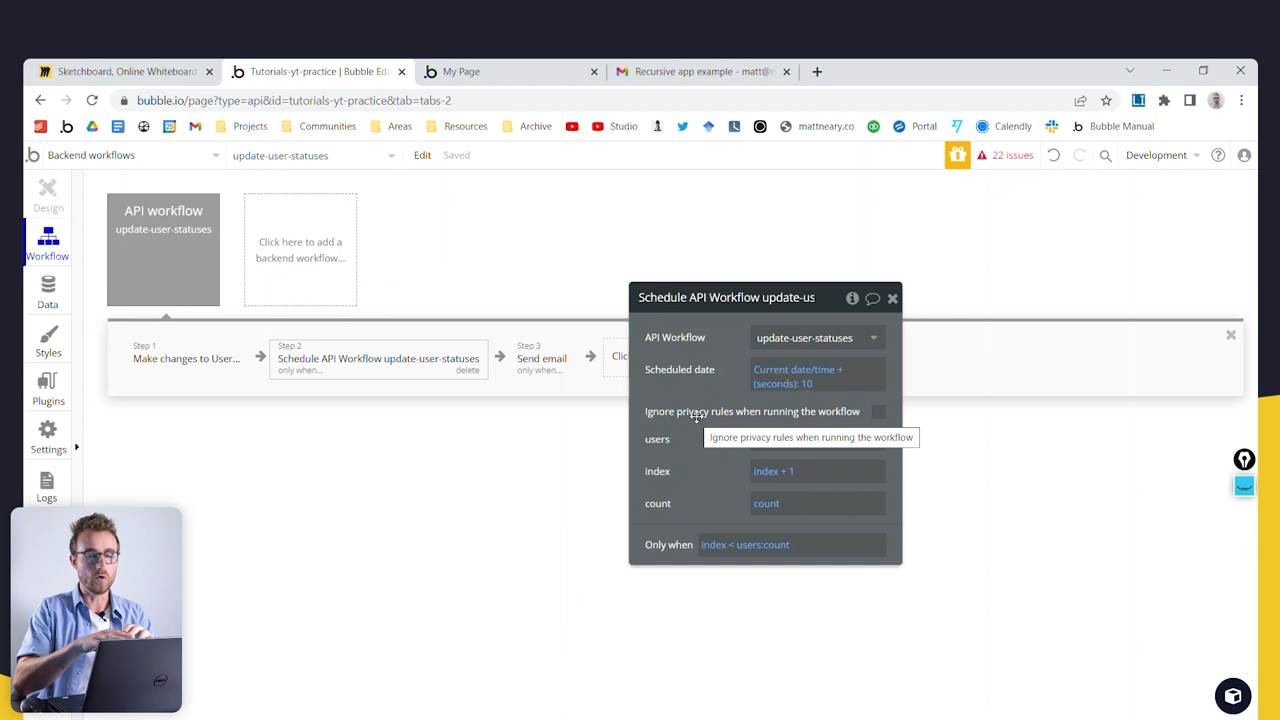 Sketchboard, Online Whiteboard
Tutorials-yt-practice | Bubble Edi
My Page
Recursive app example - matt@n
bubble.io/page?type=api&id=tutorials-yt-practice&tab=tabs-2
Projects
Communities
Areas
Resources
Archive
Studio
mattneary.co
Portal
Calendly
Bubble Manual
Backend workflows
update-user-statuses
Edit
Saved
22 issues
Development
Design
Workflow
Data
Styles
Plugins
Settings
Logs
API workflow
update-user-statuses
Click here to add a
backend workflow...
Step 1
Make changes to User...
Step 2
Schedule API Workflow update-user-statuses
only when...
delete
Step 3
Send email
only when...
Clic
Schedule API Workflow update-us
API Workflow
update-user-statuses
Scheduled date
Current date/time +
(seconds): 10
Ignore privacy rules when running the workflow
users
Ignore privacy rules when running the workflow
index
index + 1
count
count
Only when
index < users:count
DELL